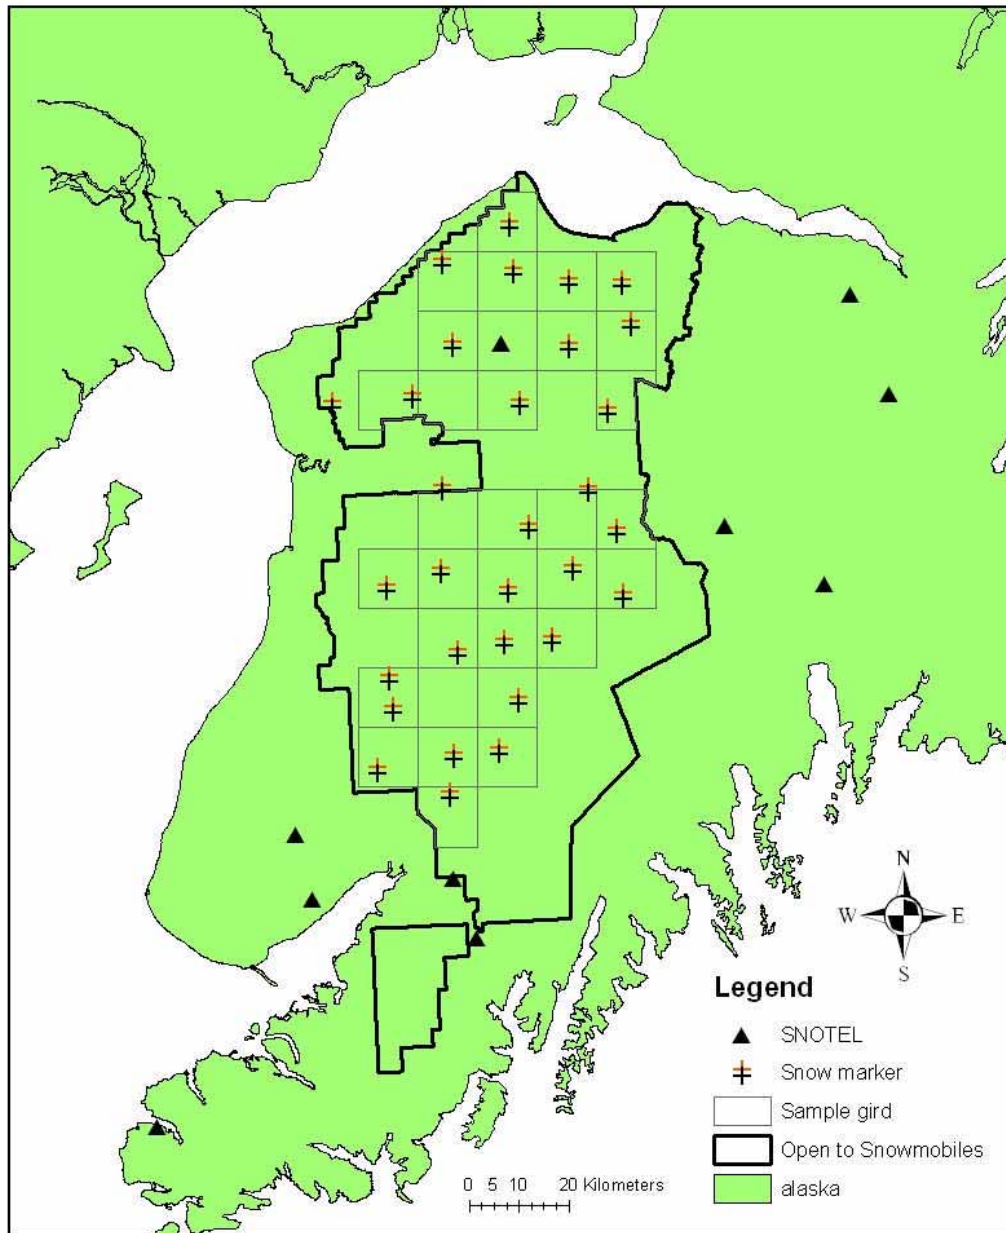 N
W E
S
Legend
SNOTEL
Snow marker
Sample gird
Open to Snowmobiles
alaska
0 5 10 20 Kilometers